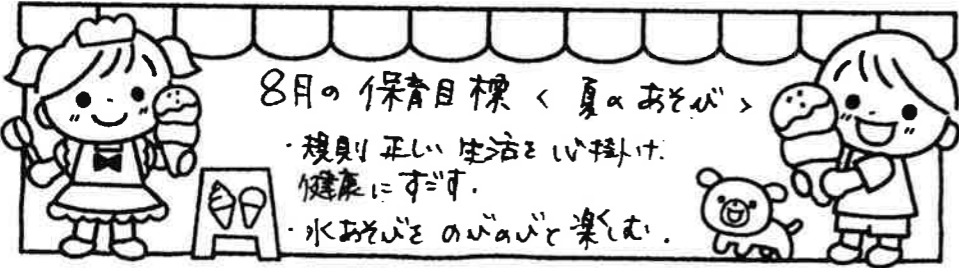 8月の保育目標〈夏のあそび〉
・規則正しい生活を心掛け.
健康にすごす.
・水あそびをのびのびと楽しむ.